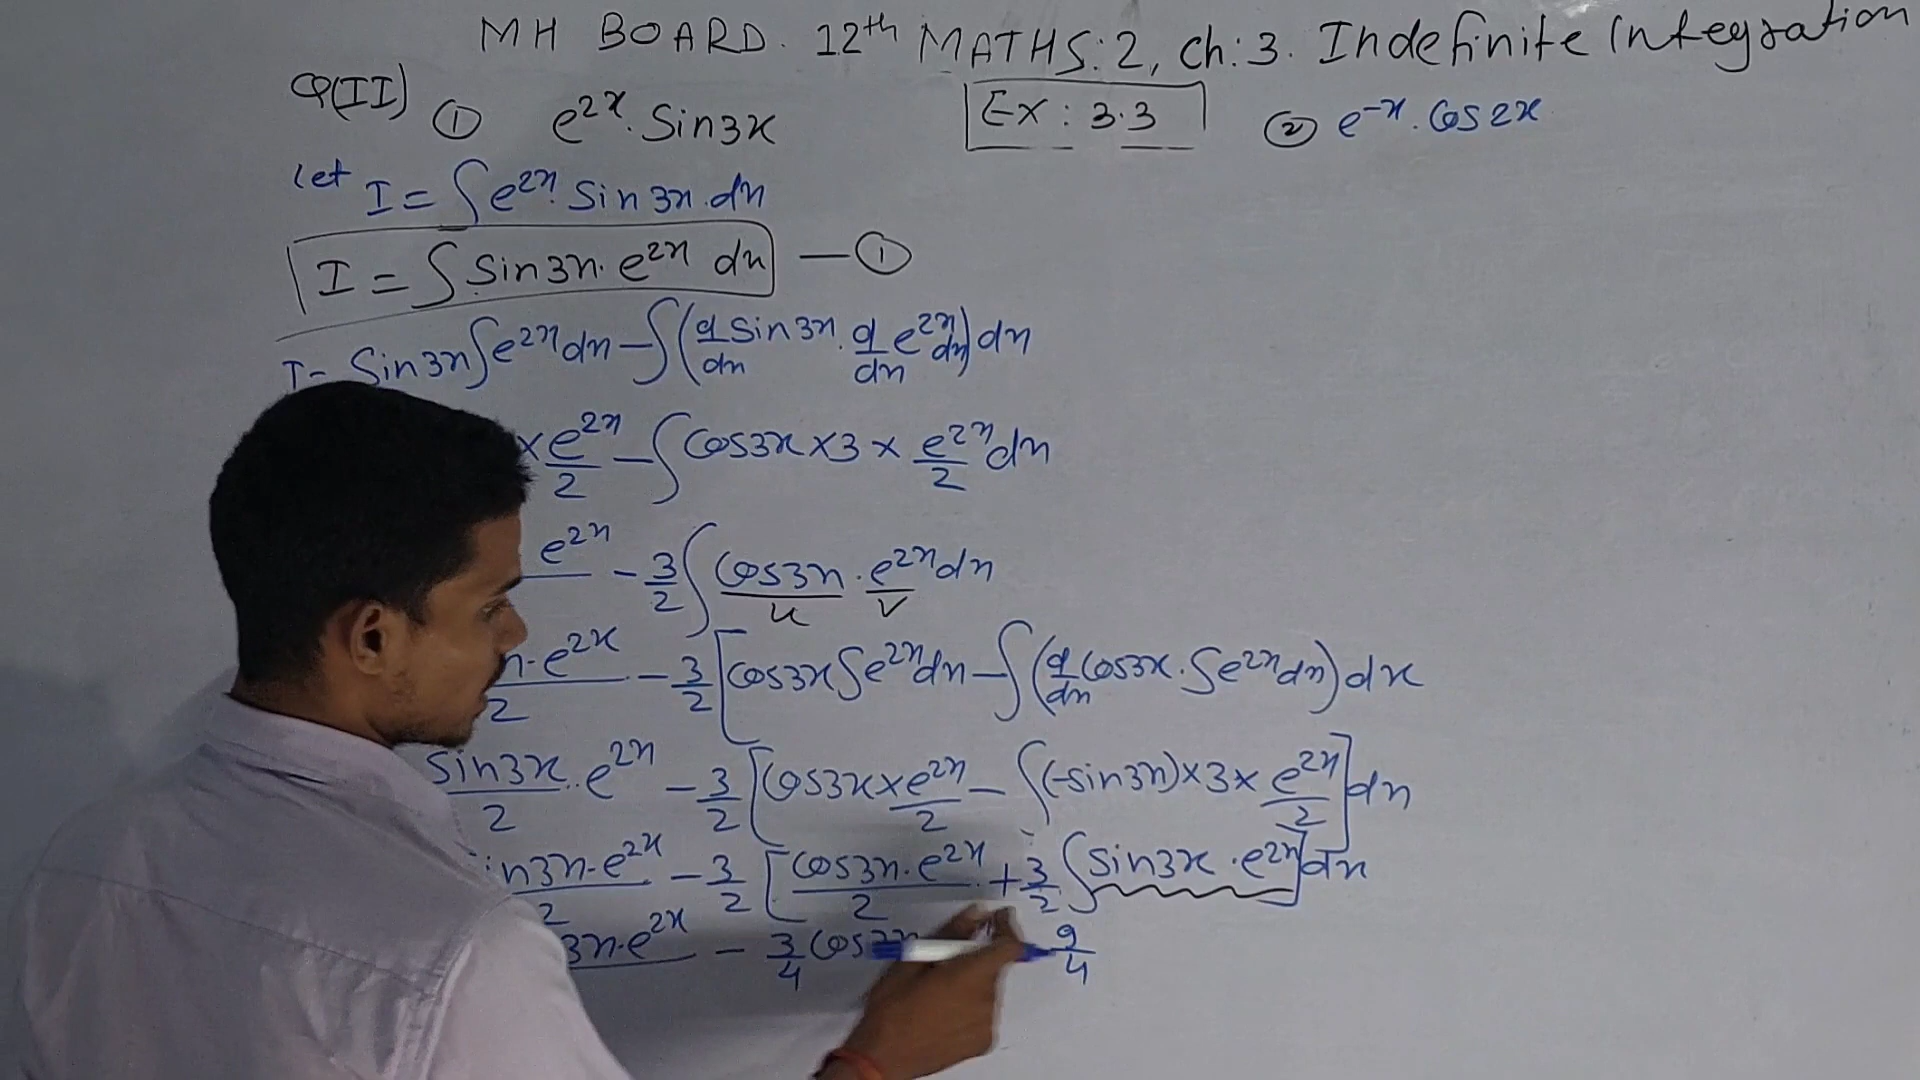 MH BOARD. 12th MATHS:2, Ch:3. Indefinite Integration
Q(II) ① e^2x. Sin3x Ex: 3.3 ② e^-x. Cos2x
Let I = ∫e^2x. Sin3x.dx
I = ∫Sin3x. e^2x dx — ①
I = Sin3x∫e^2x dx - ∫(d/dx Sin3x. d/dx e^2x dx)dx
× e^2x/2 - ∫Cos3x × 3 × e^2x/2 dx
e^2x - 3/2 ∫Cos3x . e^2x dx
u v
e^2x/2 - 3/2 [Cos3x∫e^2x dx - ∫(d/dx Cos3x. ∫e^2x dx)dx
Sin3x/2 . e^2x - 3/2 [Cos3x × e^2x/2 - ∫(-Sin3x) × 3 × e^2x/2] dx
in3x.e^2x/2 - 3/2 [Cos3x.e^2x/2 + 3/2 ∫Sin3x . e^2x] dx
3x.e^2x - 3/4 Cos3x 9/4